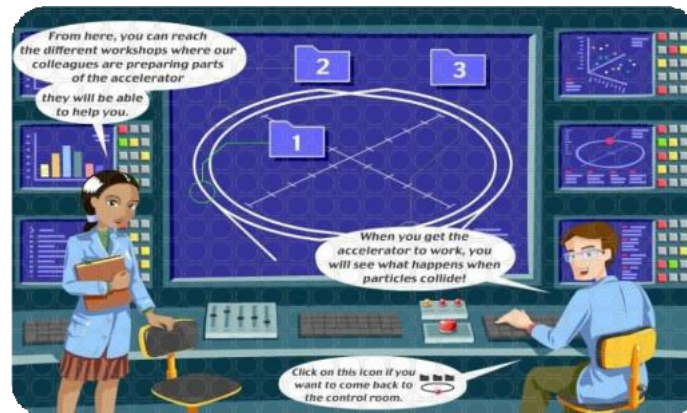 From here, you can reach
the different workshops where our
colleagues are preparing parts
of the accelerator
they will be able
to help you.
2
3
1
When you get the
accelerator to work, you
will see what happens when
particles collide!
Click on this icon if you
want to come back to
the control room.